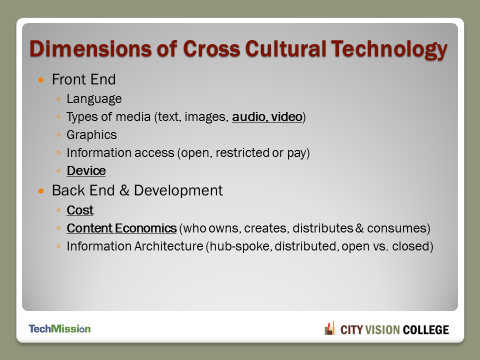 Dimensions of Cross Cultural Technology
Front End
Language
Types of media (text, images, audio, video)
Graphics
Information access (open, restricted or pay)
Device
Back End & Development
Cost
Content Economics (who owns, creates, distributes & consumes)
Information Architecture (hub-spoke, distributed, open vs. closed)
TechMission
CITY VISION COLLEGE